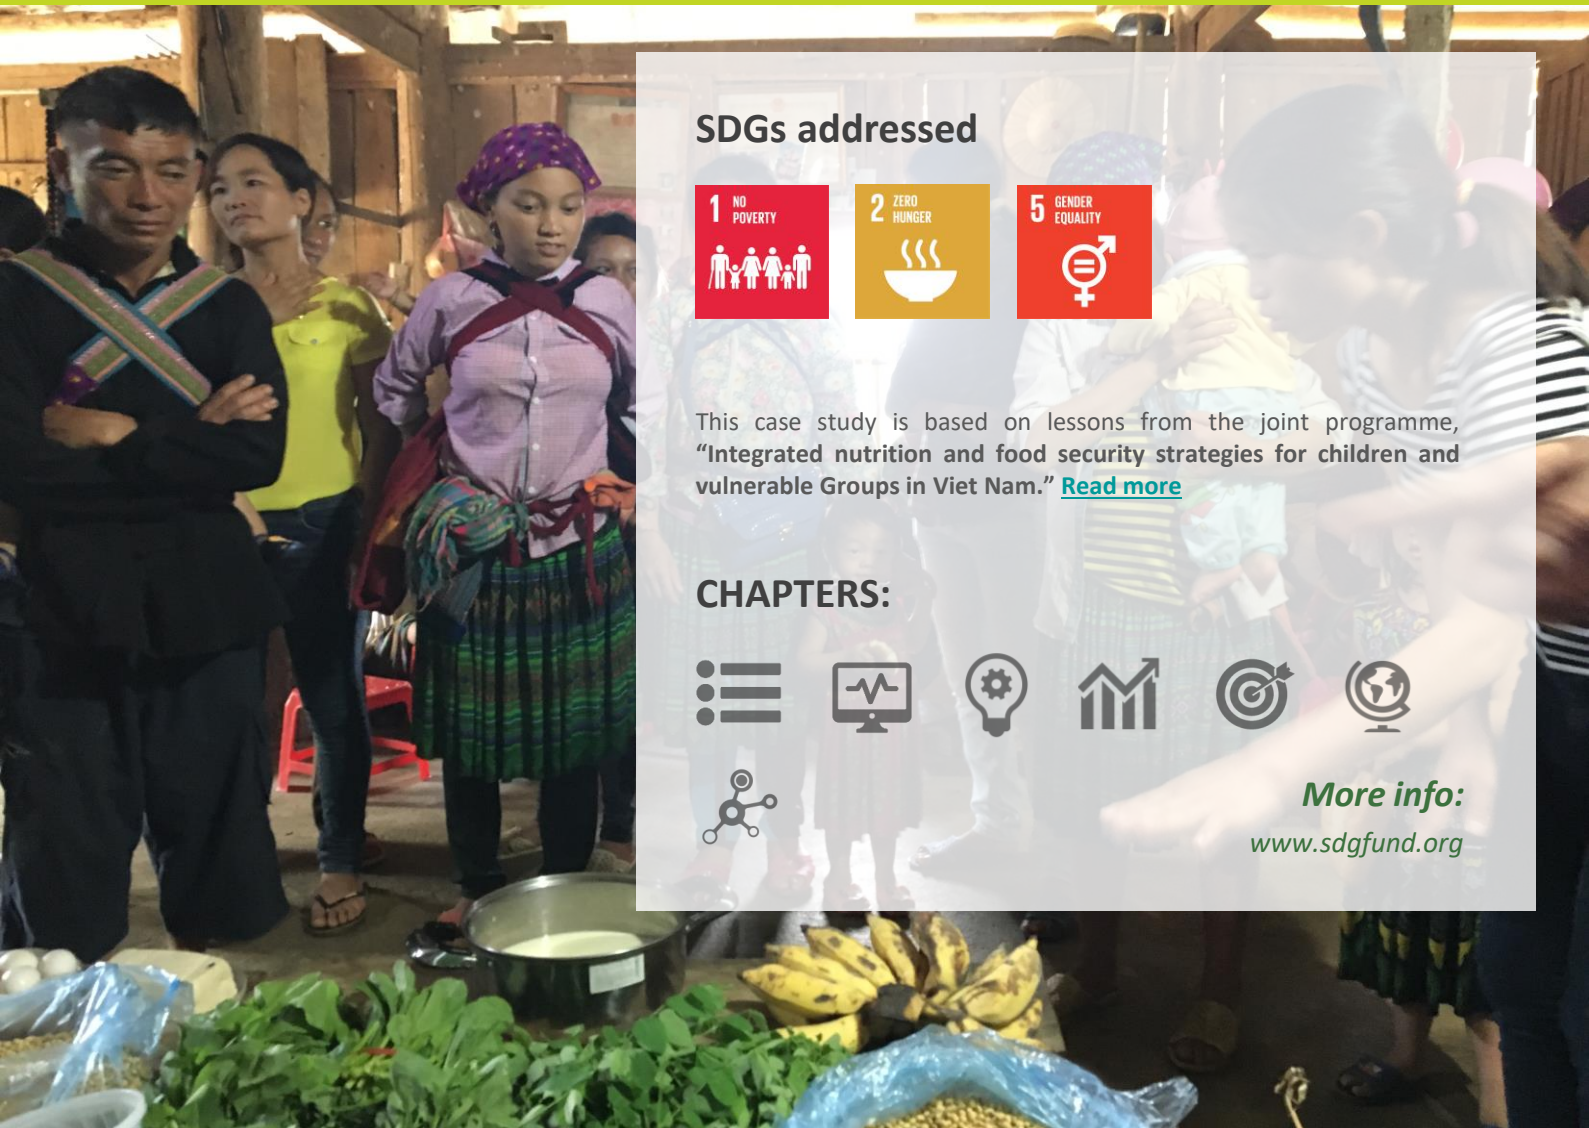 SDGs addressed
1 NO
POVERTY
2 ZERO
HUNGER
5 GENDER
EQUALITY
This case study is based on lessons from the joint programme,
“Integrated nutrition and food security strategies for children and
vulnerable Groups in Viet Nam.” Read more
CHAPTERS:
More info:
www.sdgfund.org